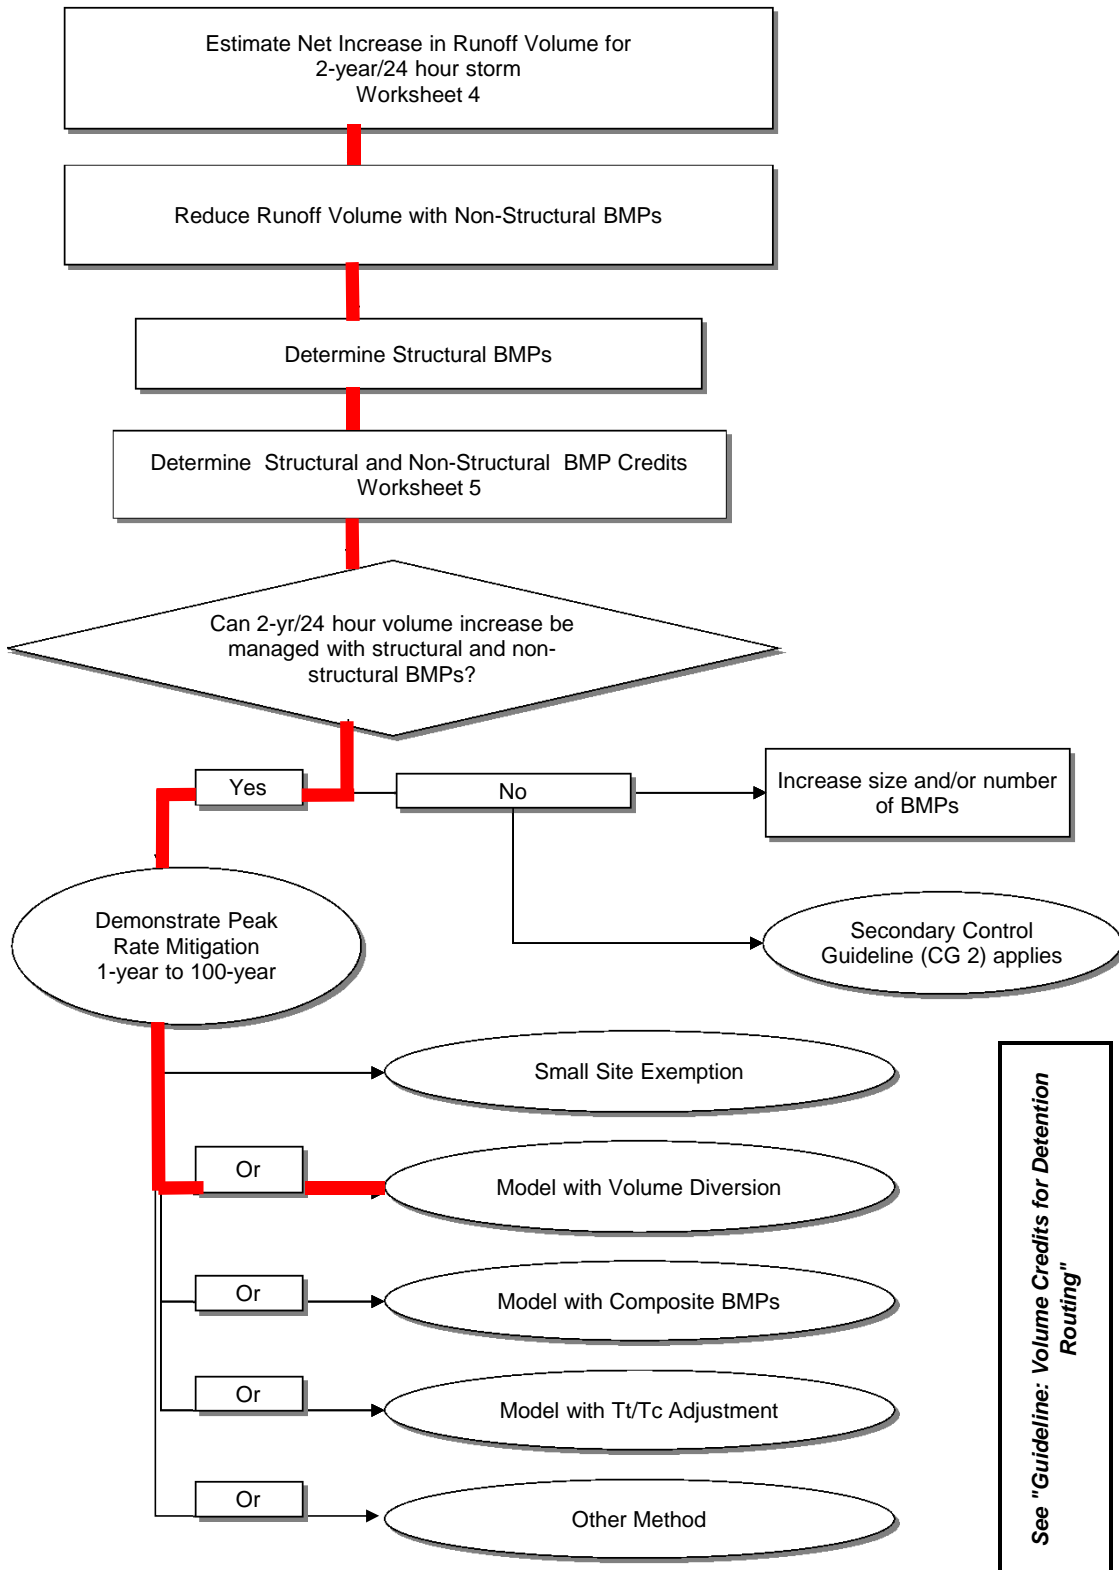 Estimate Net Increase in Runoff Volume for
2-year/24 hour storm
Worksheet 4
Reduce Runoff Volume with Non-Structural BMPs
Determine Structural BMPs
Determine Structural and Non-Structural BMP Credits
Worksheet 5
Can 2-yr/24 hour volume increase be
managed with structural and non-
structural BMPs?
Yes
No
Increase size and/or number
of BMPs
Demonstrate Peak
Rate Mitigation
1-year to 100-year
Secondary Control
Guideline (CG 2) applies
Small Site Exemption
Or
Model with Volume Diversion
Or
Model with Composite BMPs
Or
Model with Tt/Tc Adjustment
Or
Other Method
See "Guideline: Volume Credits for Detention
Routing"